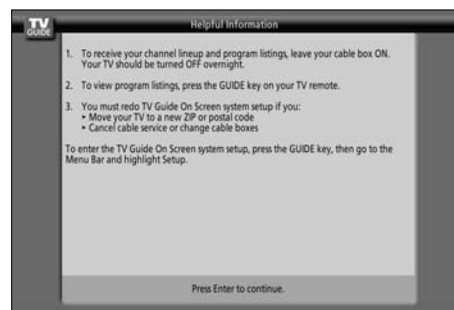 TV
GUIDE
Helpful Information
1. To receive your channel lineup and program listings, leave your cable box ON.
Your TV should be turned OFF overnight.
2. To view program listings, press the GUIDE key on your TV remote.
3. You must redo TV Guide On Screen system setup if you:
▸ Move your TV to a new ZIP or postal code
▸ Cancel cable service or change cable boxes
To enter the TV Guide On Screen system setup, press the GUIDE key, then go to the
Menu Bar and highlight Setup.
Press Enter to continue.